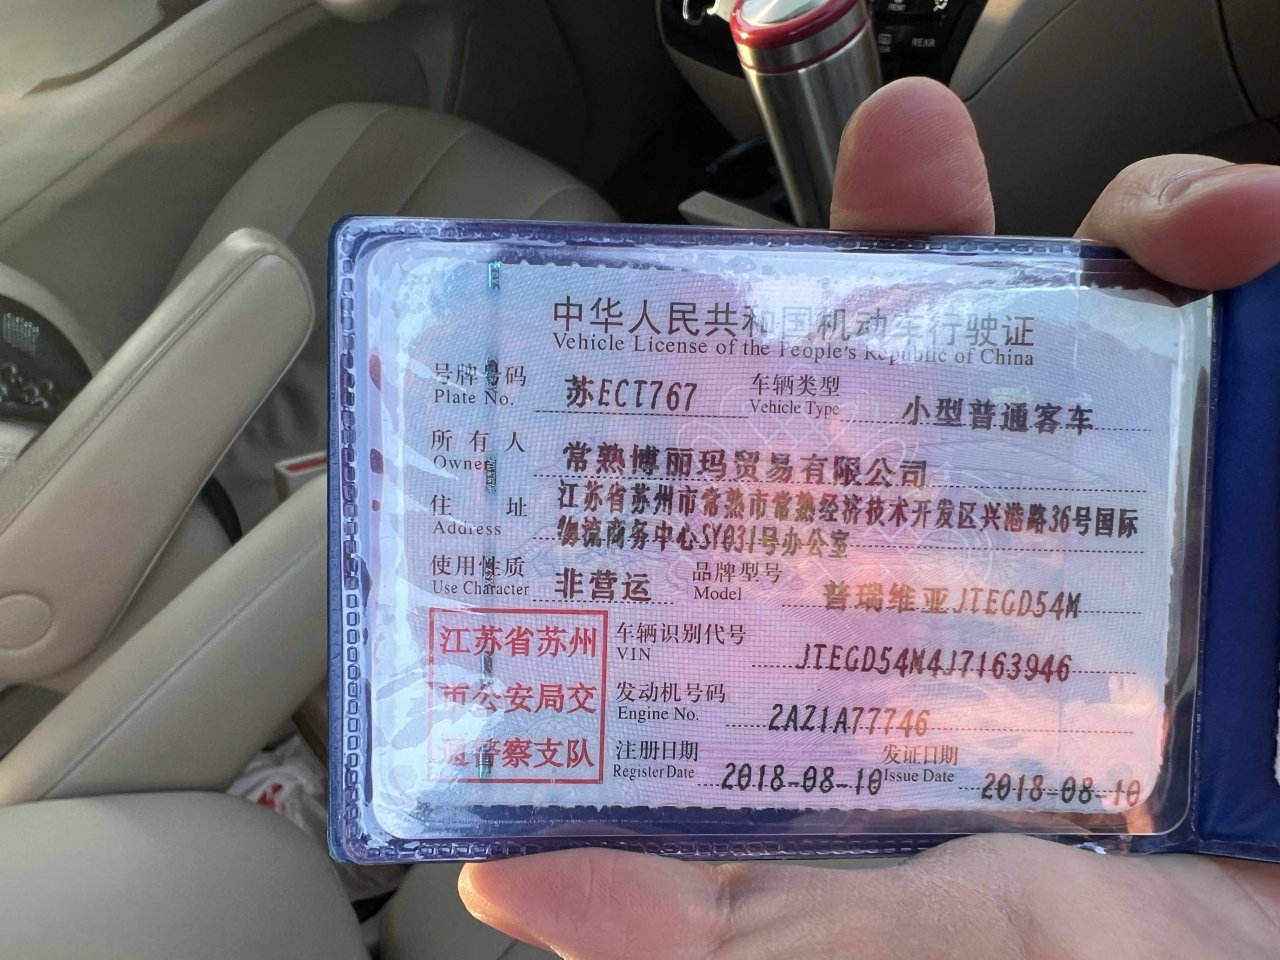 中华人民共和国机动车行驶证
Vehicle License of the People's Republic of China
号牌号码 苏ECT767 车辆类型 小型普通客车
Plate No. Vehicle Type
所有人 常熟博丽玛贸易有限公司
Owner
住址 江苏省苏州市常熟市常熟经济技术开发区兴港路36号国际
Address 物流商务中心SY031号办公室
使用性质 非营运 品牌型号 普瑞维亚JTEGD54M
Use Character Model
江苏省苏州
市公安局交
通警察支队
车辆识别代号 JTEGD54M4J7163946
VIN
发动机号码 2AZ1A77746
Engine No.
注册日期 2018-08-10 发证日期 2018-08-10
Register Date Issue Date